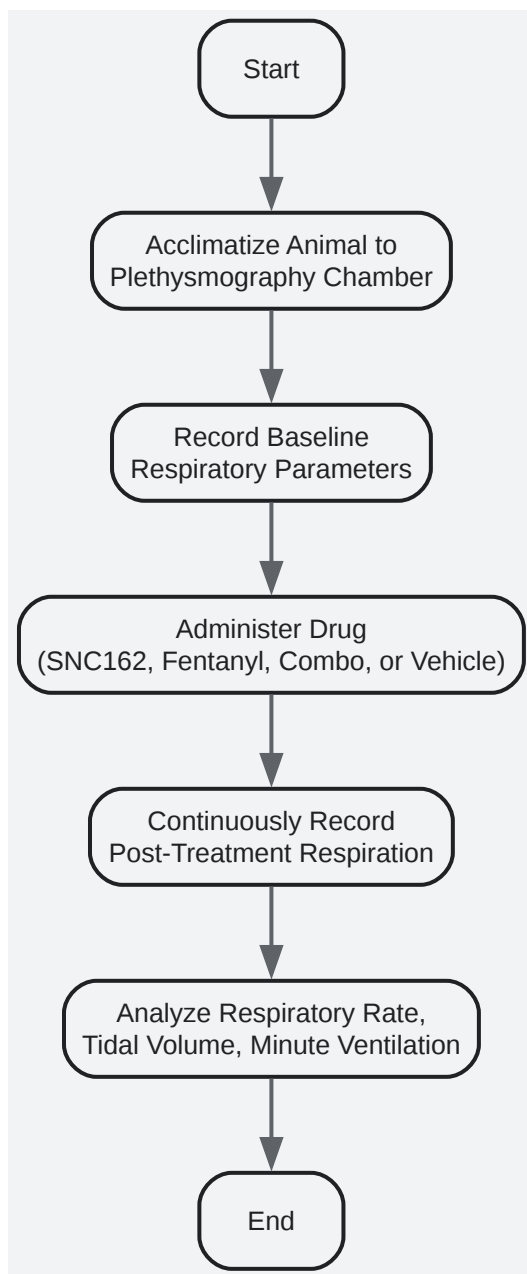 Start
Acclimatize Animal to
Plethysmography Chamber
Record Baseline
Respiratory Parameters
Administer Drug
(SNC162, Fentanyl, Combo, or Vehicle)
Continuously Record
Post-Treatment Respiration
Analyze Respiratory Rate,
Tidal Volume, Minute Ventilation
End